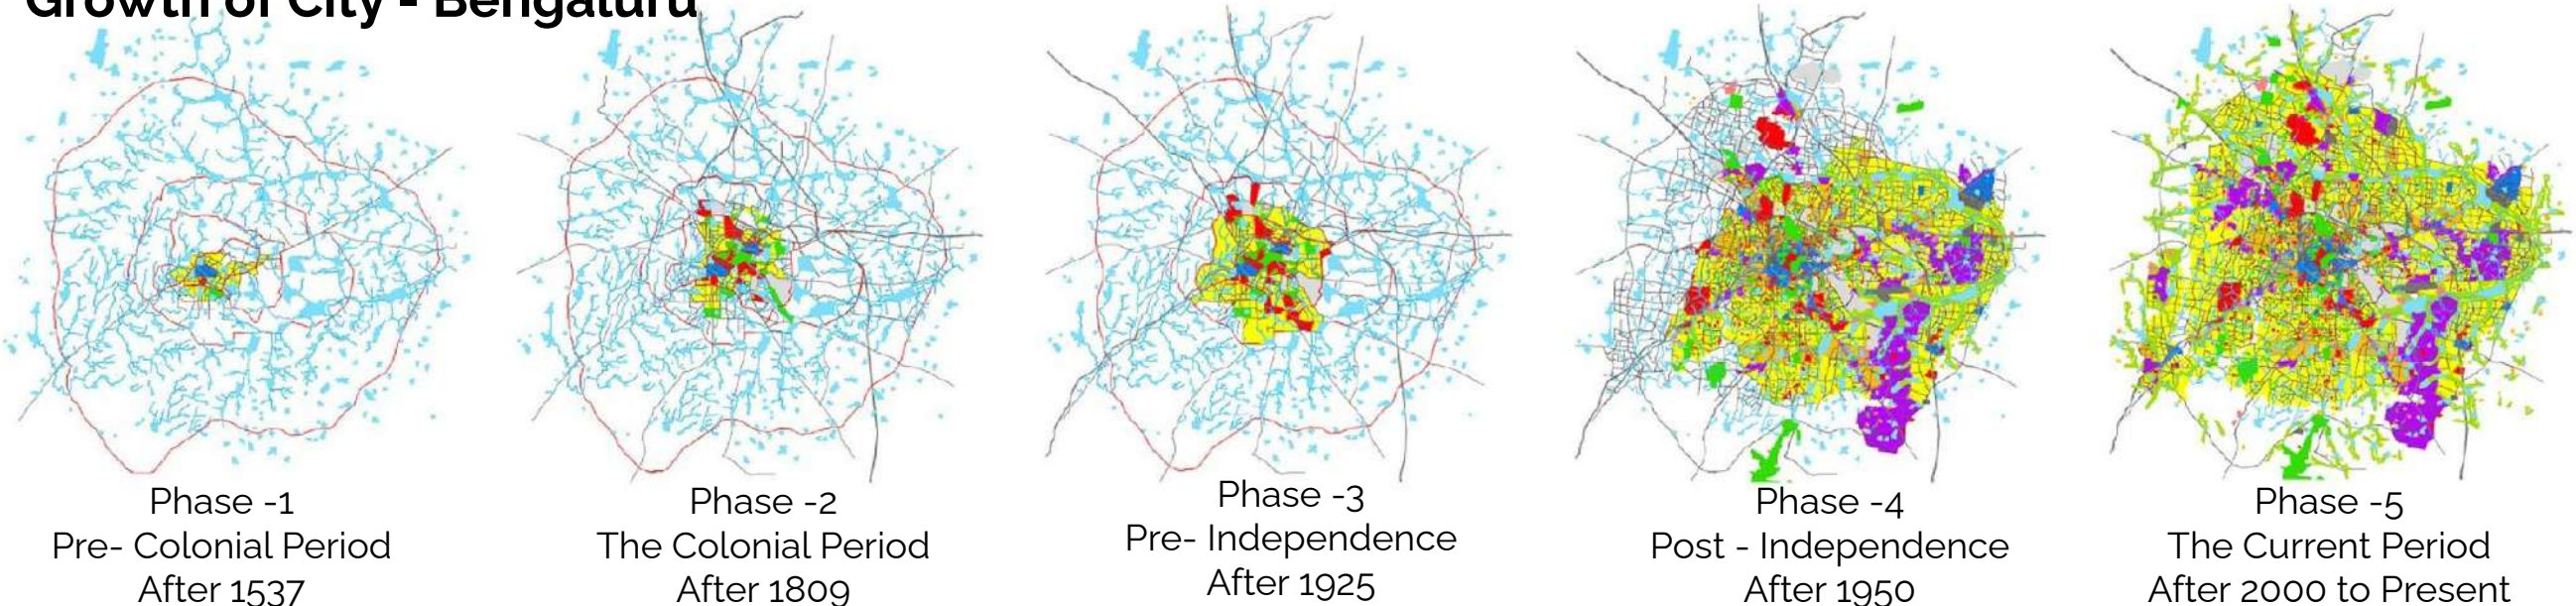 Growth of City - Bengaluru
Phase -1
Pre- Colonial Period
After 1537
Phase -2
The Colonial Period
After 1809
Phase -3
Pre- Independence
After 1925
Phase -4
Post - Independence
After 1950
Phase -5
The Current Period
After 2000 to Present